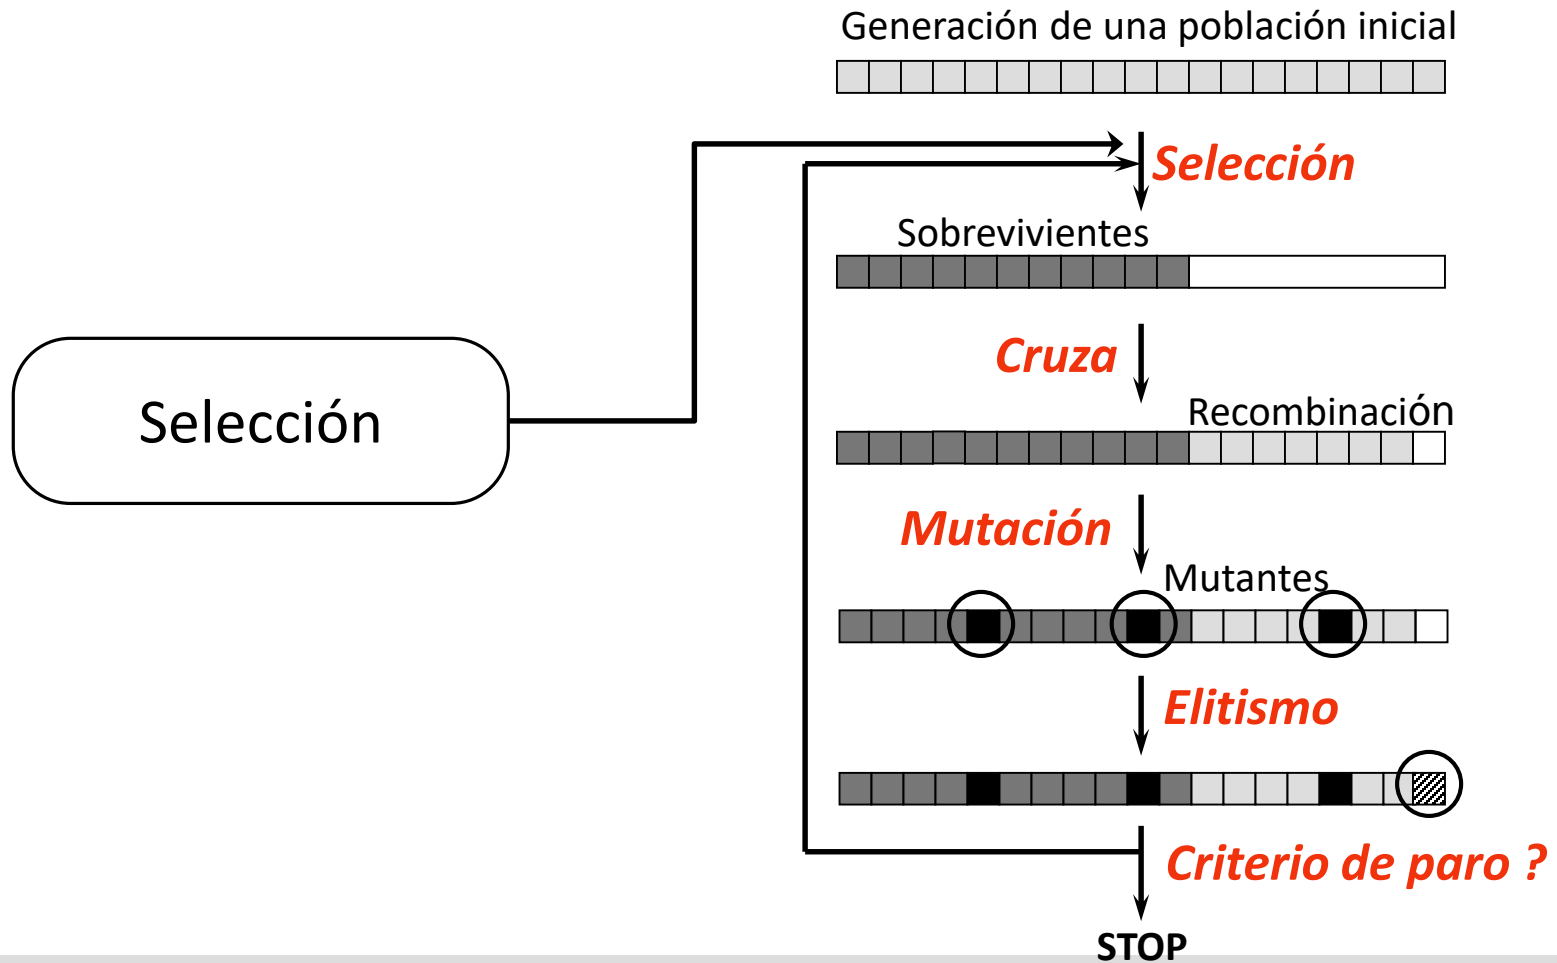 Generación de una población inicial
Selección
Sobrevivientes
Cruza
Selección
Recombinación
Mutación
Mutantes
Elitismo
Criterio de paro ?
STOP